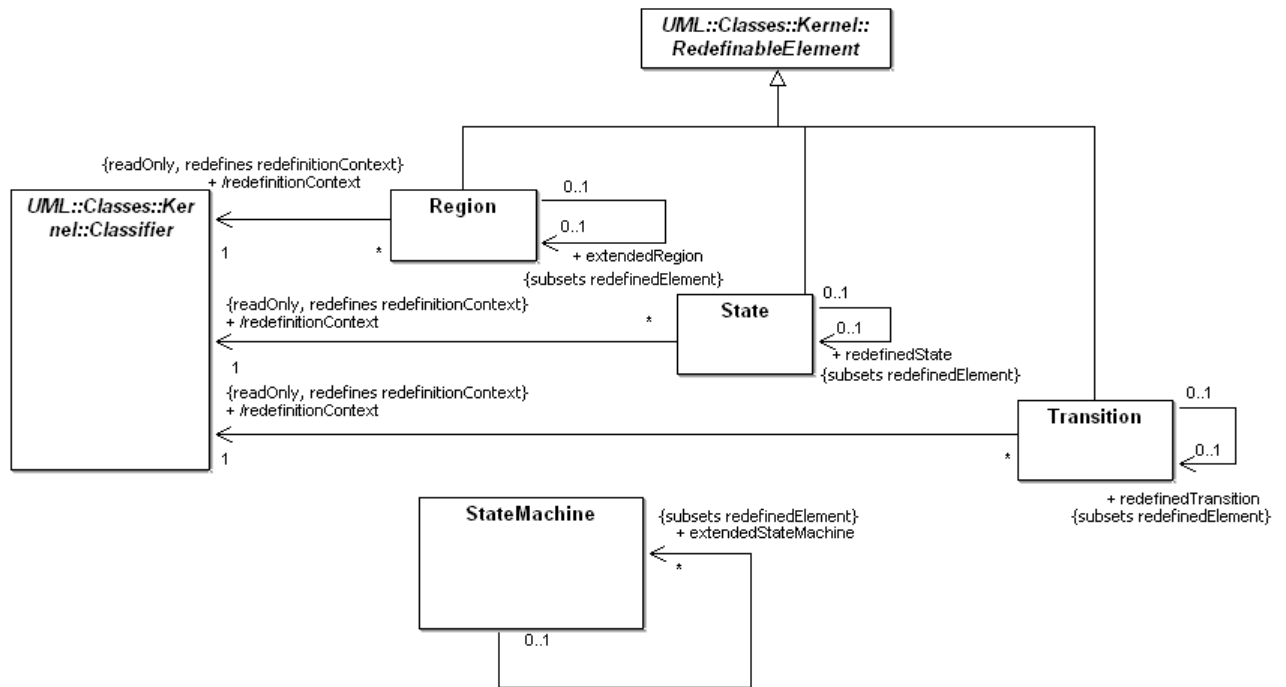 UML::Classes::Kernel::
RedefinableElement
{readOnly, redefines redefinitionContext}
+ /redefinitionContext
UML::Classes::Ker
nel::Classifier
1
*
Region
0..1
0..1
+ extendedRegion
{subsets redefinedElement}
{readOnly, redefines redefinitionContext}
+ /redefinitionContext
1
*
State
0..1
0..1
+ redefinedState
{subsets redefinedElement}
{readOnly, redefines redefinitionContext}
+ /redefinitionContext
1
*
Transition
0..1
0..1
+ redefinedTransition
{subsets redefinedElement}
StateMachine
{subsets redefinedElement}
+ extendedStateMachine
*
0..1